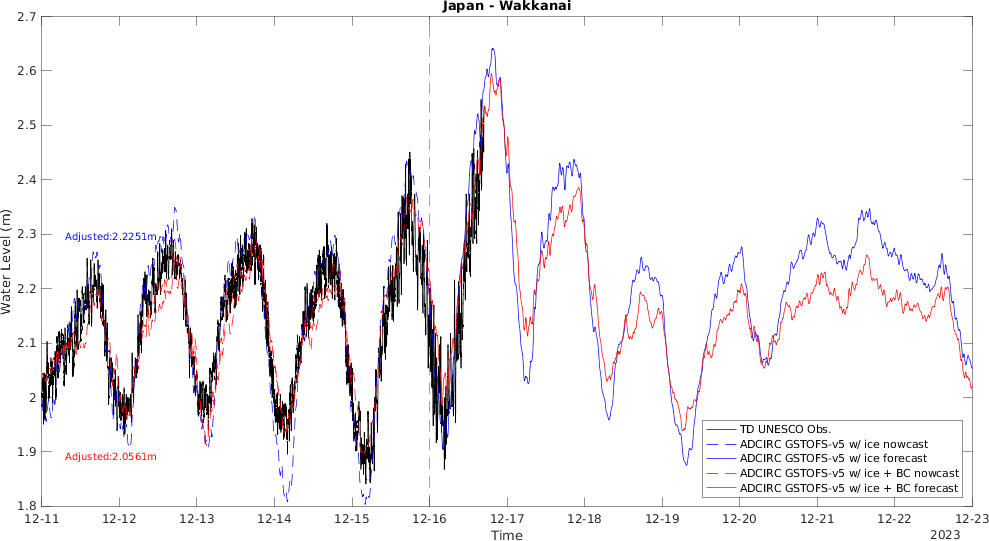 Japan - Wakkanai
2.7
2.6
2.5
2.4
2.3
2.2
2.1
2
1.9
1.8
Water Level (m)
Adjusted:2.2251m
Adjusted:2.0561m
TD UNESCO Obs.
ADCIRC GSTOFS-v5 w/ ice nowcast
ADCIRC GSTOFS-v5 w/ ice forecast
ADCIRC GSTOFS-v5 w/ ice + BC nowcast
ADCIRC GSTOFS-v5 w/ ice + BC forecast
12-11 12-12 12-13 12-14 12-15 12-16 12-17 12-18 12-19 12-20 12-21 12-22 12-23
Time
2023